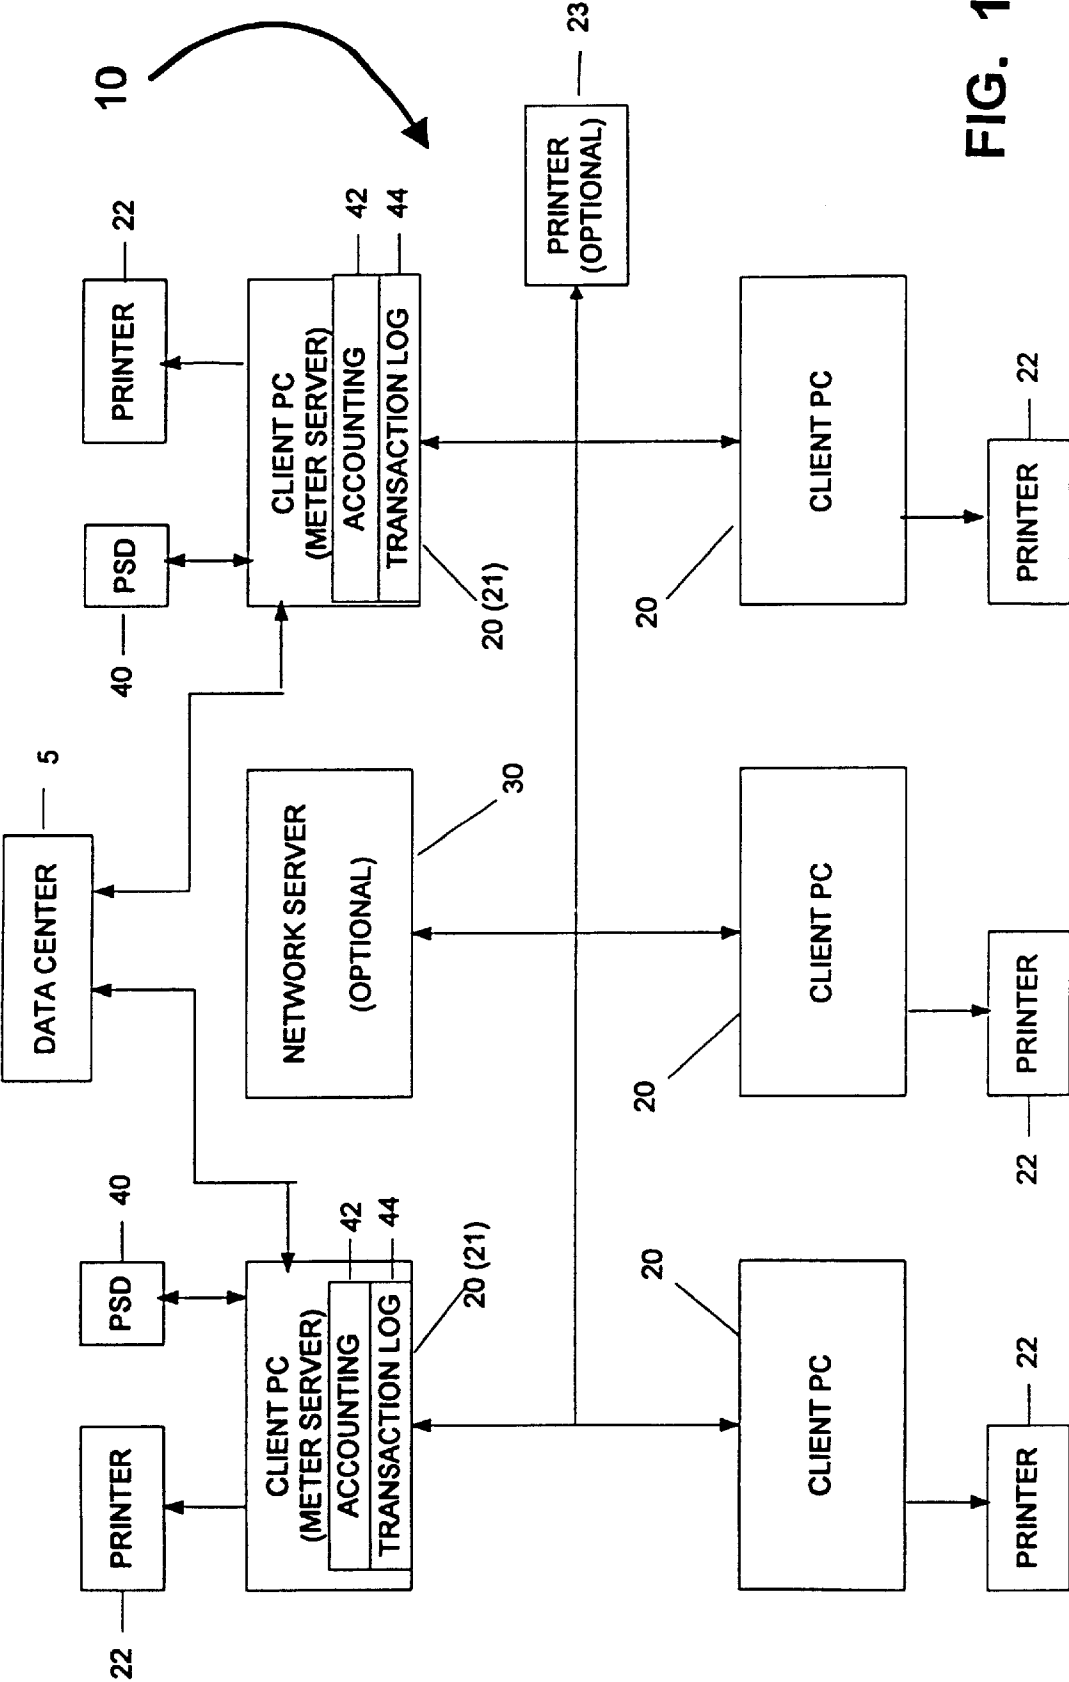 10
DATA CENTER
5
22
PRINTER
PSD
40
40
PSD
PRINTER
22
CLIENT PC
(METER SERVER)
ACCOUNTING
42
TRANSACTION LOG
44
20 (21)
NETWORK SERVER
(OPTIONAL)
30
CLIENT PC
(METER SERVER)
ACCOUNTING
42
TRANSACTION LOG
44
20 (21)
PRINTER
(OPTIONAL)
23
20
CLIENT PC
20
CLIENT PC
20
CLIENT PC
PRINTER
22
22
PRINTER
PRINTER
22
FIG. 1